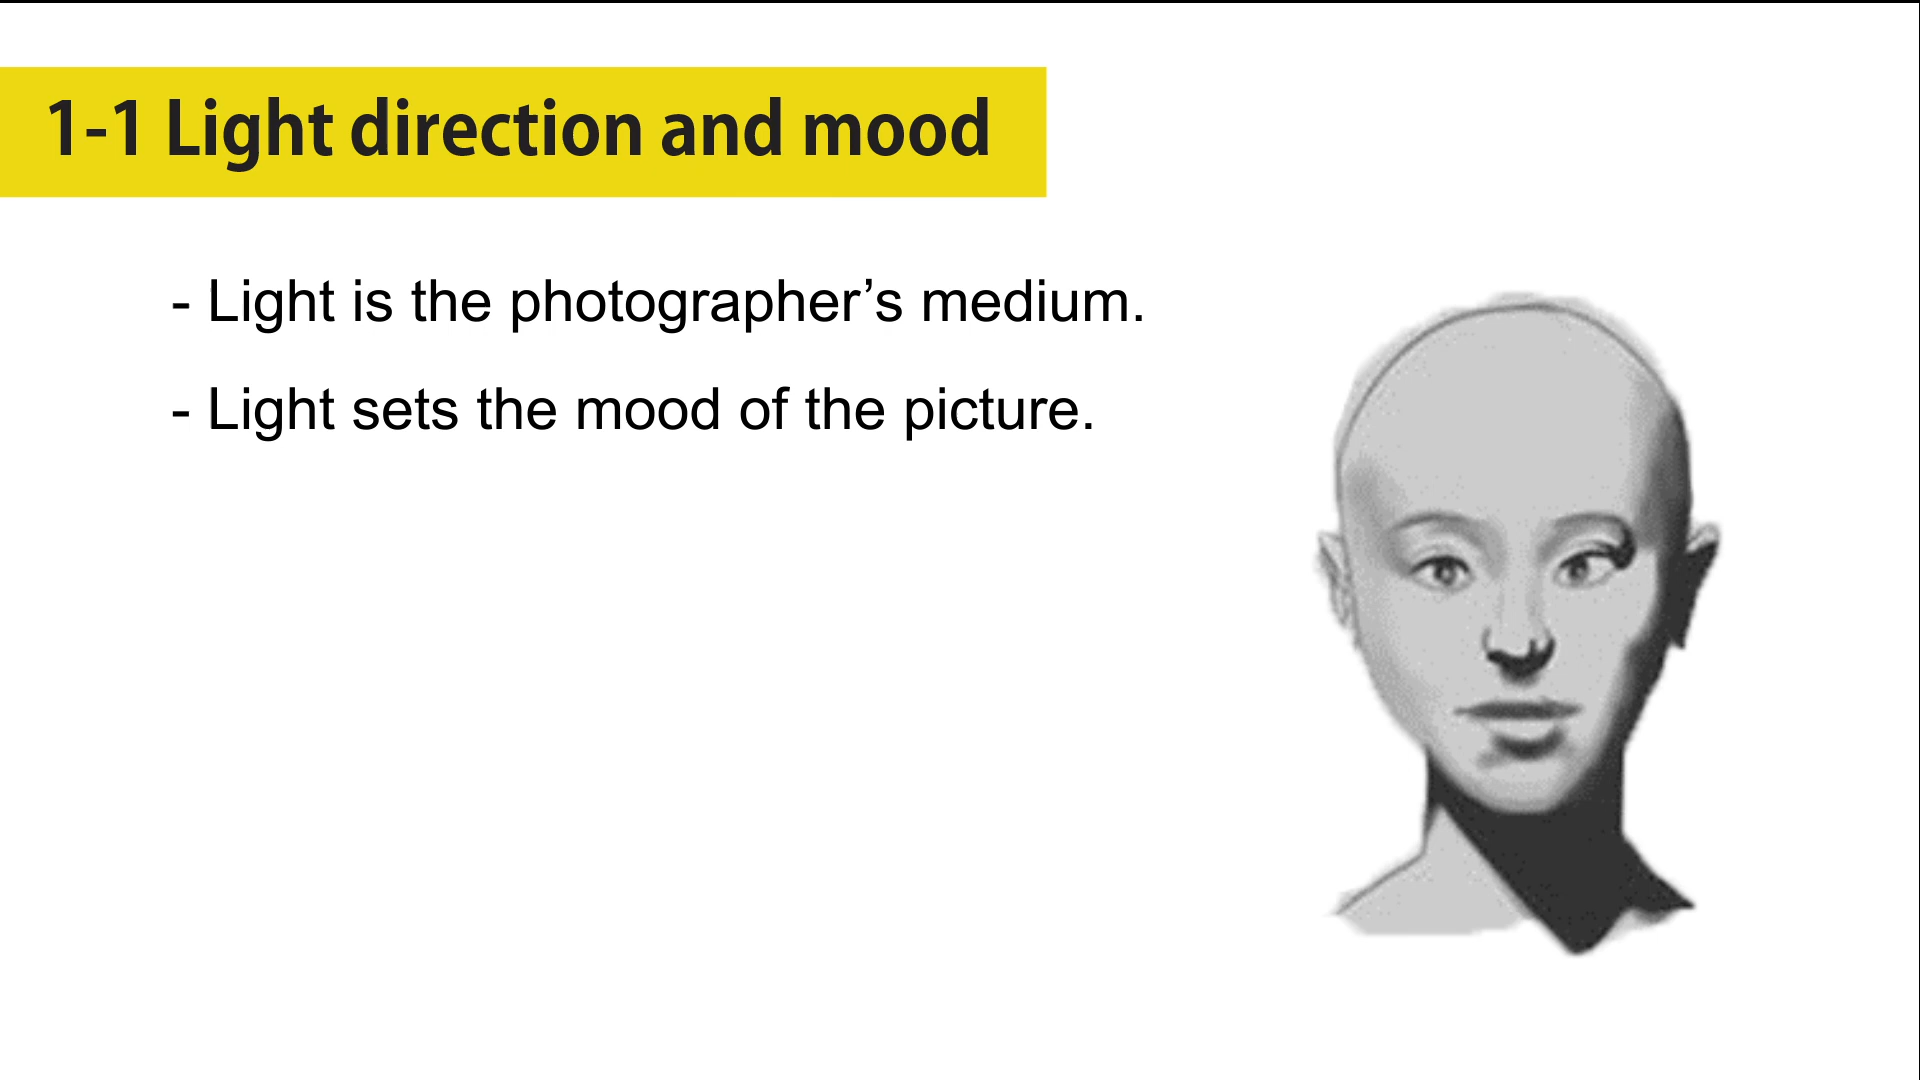 1-1 Light direction and mood
- Light is the photographer’s medium.
- Light sets the mood of the picture.